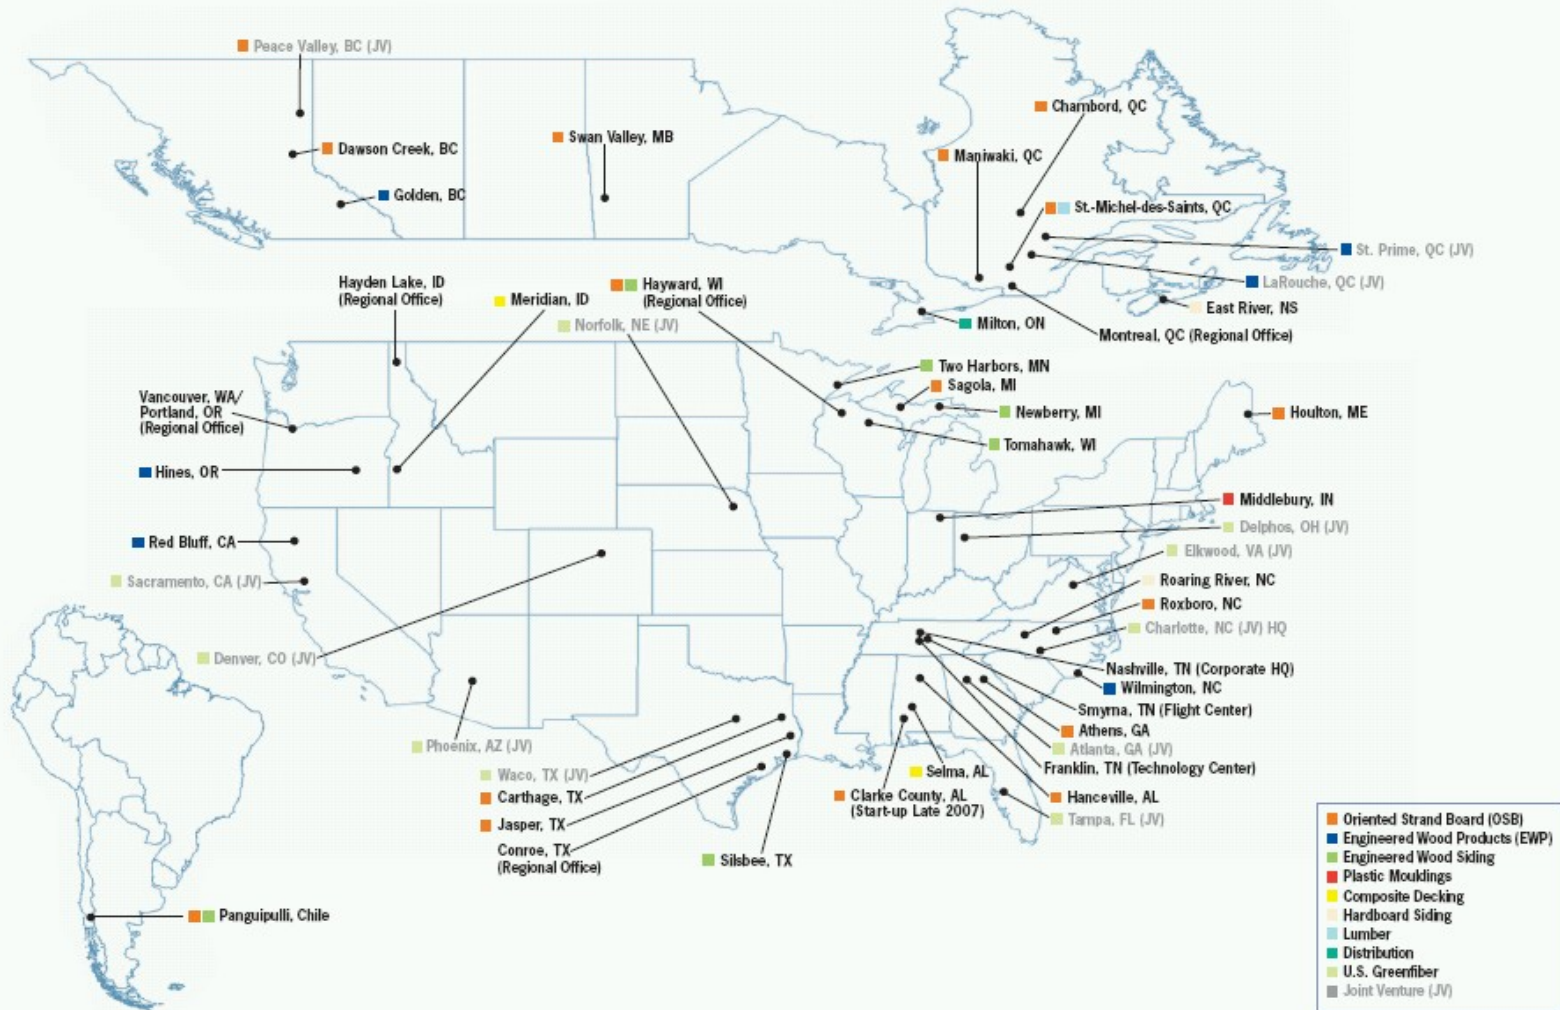 Peace Valley, BC (JV)
Chambord, QC
Swan Valley, MB
Dawson Creek, BC
Maniwaki, QC
Golden, BC
St.-Michel-des-Saints, QC
St. Prime, QC (JV)
Hayden Lake, ID
(Regional Office)
Meridian, ID
Hayward, WI
(Regional Office)
LaRouche, QC (JV)
East River, NS
Norfolk, NE (JV)
Milton, ON
Montreal, QC (Regional Office)
Two Harbors, MN
Sagola, MI
Vancouver, WA/
Portland, OR
(Regional Office)
Newberry, MI
Houlton, ME
Tomahawk, WI
Hines, OR
Middlebury, IN
Delphos, OH (JV)
Red Bluff, CA
Elkwood, VA (JV)
Sacramento, CA (JV)
Roaring River, NC
Roxboro, NC
Charlotte, NC (JV) HQ
Denver, CO (JV)
Nashville, TN (Corporate HQ)
Wilmington, NC
Smyrna, TN (Flight Center)
Athens, GA
Phoenix, AZ (JV)
Atlanta, GA (JV)
Waco, TX (JV)
Selma, AL
Franklin, TN (Technology Center)
Carthage, TX
Clarke County, AL
(Start-up Late 2007)
Hanceville, AL
Jasper, TX
Tampa, FL (JV)
Conroe, TX
(Regional Office)
Silsbee, TX
Panguipulli, Chile
Oriented Strand Board (OSB)
Engineered Wood Products (EWP)
Engineered Wood Siding
Plastic Mouldings
Composite Decking
Hardboard Siding
Lumber
Distribution
U.S. Greenfiber
Joint Venture (JV)